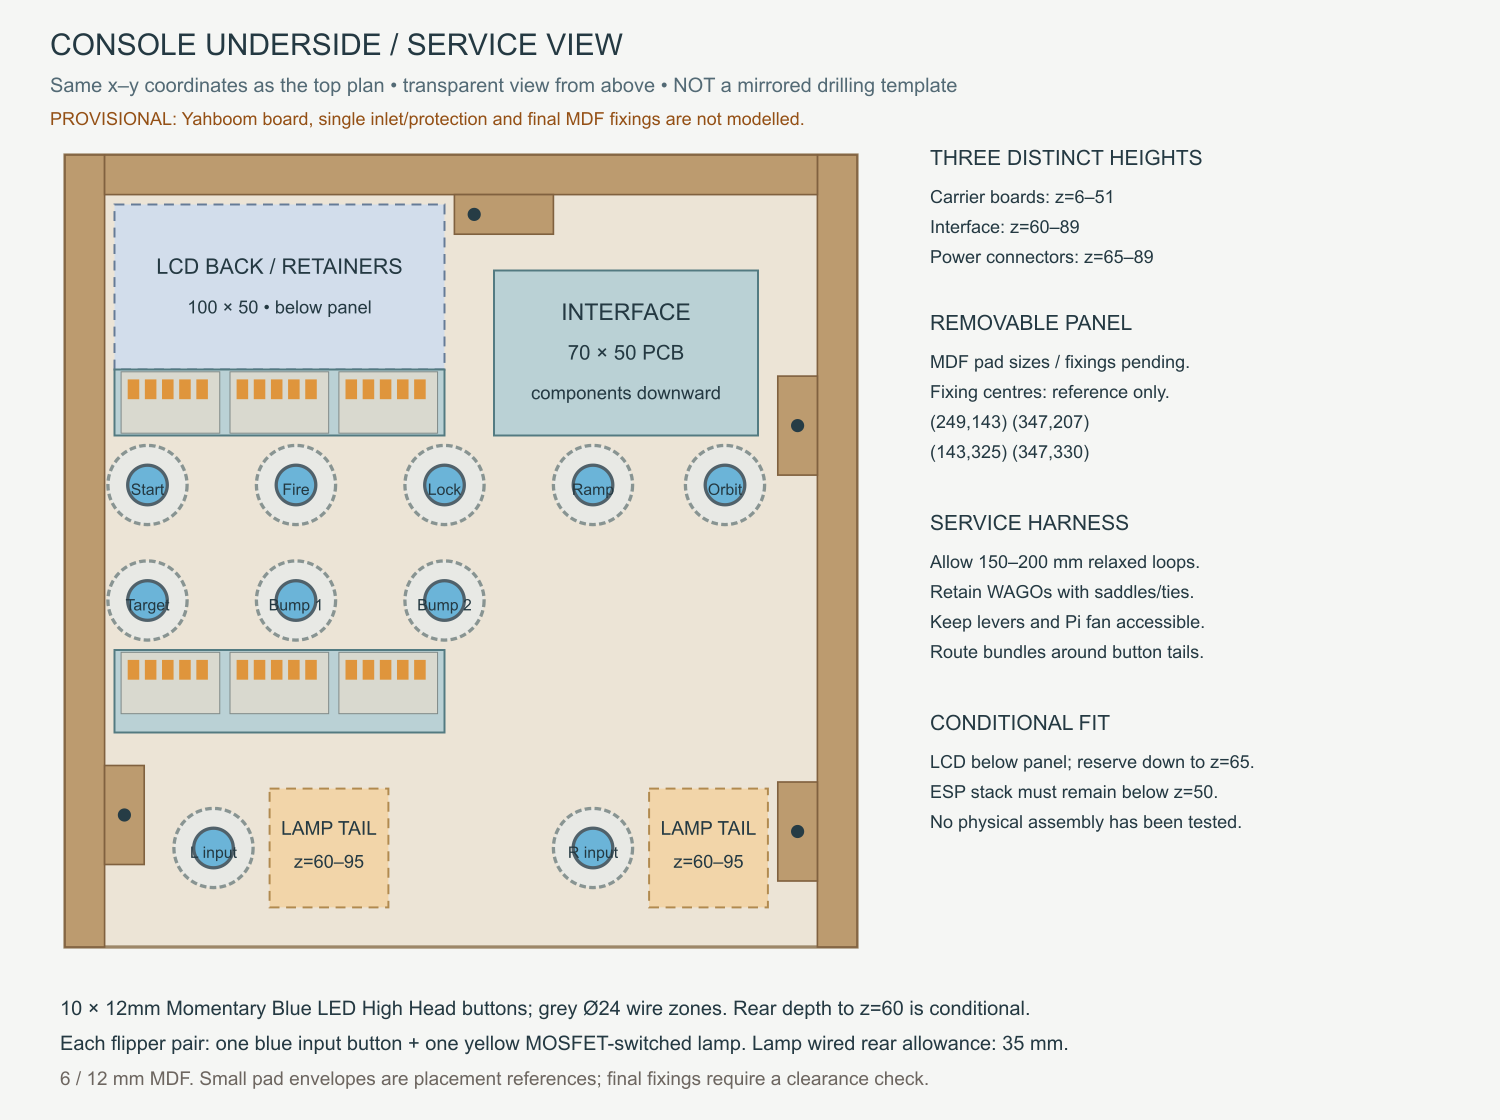 CONSOLE UNDERSIDE / SERVICE VIEW
Same x–y coordinates as the top plan • transparent view from above • NOT a mirrored drilling template
PROVISIONAL: Yahboom board, single inlet/protection and final MDF fixings are not modelled.
LCD BACK / RETAINERS
100 × 50 • below panel
INTERFACE
70 × 50 PCB
components downward
Start
Fire
Lock
Ramp
Orbit
Target
Bump 1
Bump 2
L input
LAMP TAIL
z=60–95
R input
LAMP TAIL
z=60–95
THREE DISTINCT HEIGHTS
Carrier boards: z=6–51
Interface: z=60–89
Power connectors: z=65–89
REMOVABLE PANEL
MDF pad sizes / fixings pending.
Fixing centres: reference only.
(249,143) (347,207)
(143,325) (347,330)
SERVICE HARNESS
Allow 150–200 mm relaxed loops.
Retain WAGOs with saddles/ties.
Keep levers and Pi fan accessible.
Route bundles around button tails.
CONDITIONAL FIT
LCD below panel; reserve down to z=65.
ESP stack must remain below z=50.
No physical assembly has been tested.
10 × 12mm Momentary Blue LED High Head buttons; grey Ø24 wire zones. Rear depth to z=60 is conditional.
Each flipper pair: one blue input button + one yellow MOSFET-switched lamp. Lamp wired rear allowance: 35 mm.
6 / 12 mm MDF. Small pad envelopes are placement references; final fixings require a clearance check.